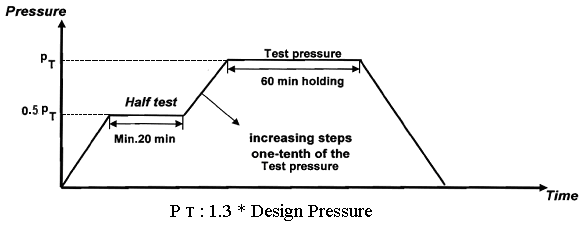 Pressure
PT
Test pressure
60 min holding
Half test
0.5 PT
Min.20 min
increasing steps
one-tenth of the
Test pressure
Time
P T : 1.3 * Design Pressure